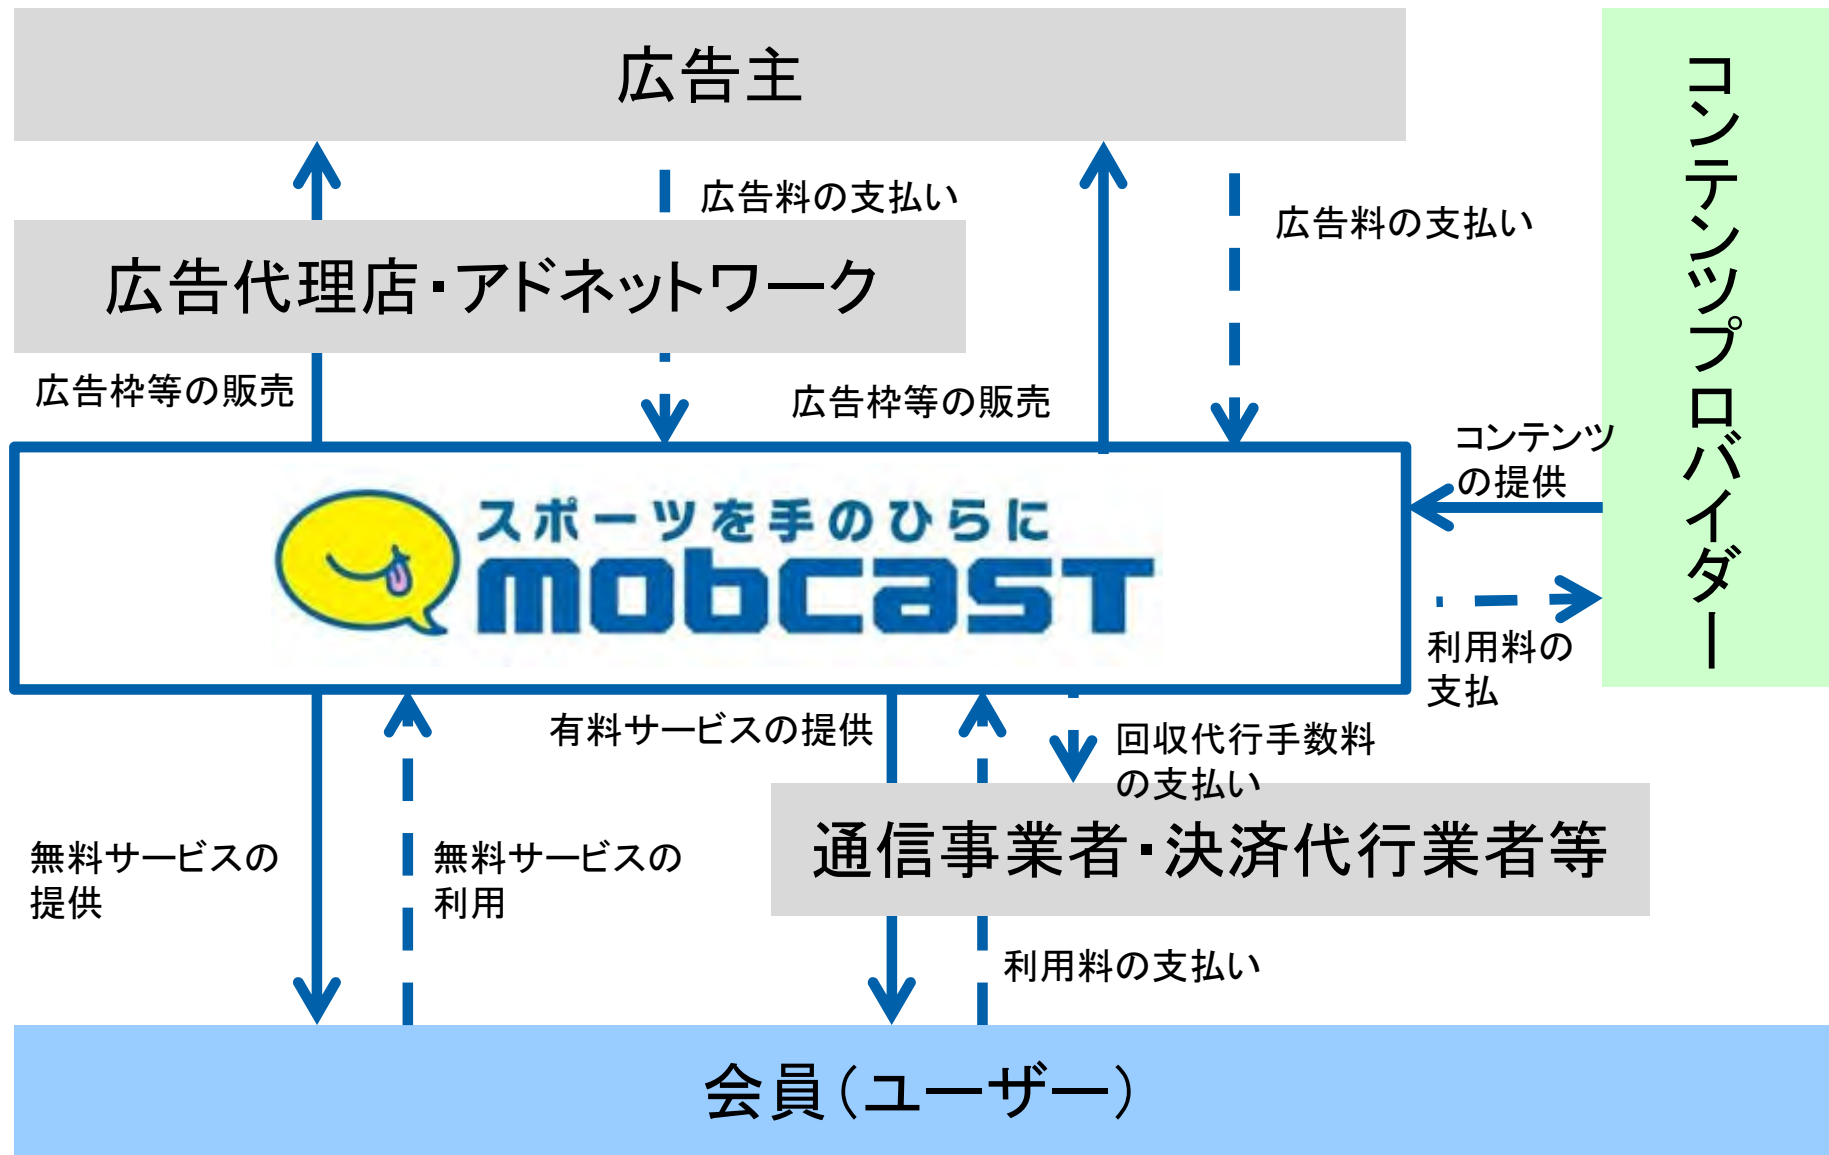 広告主
広告料の支払い
広告料の支払い
広告代理店・アドネットワーク
広告枠等の販売
広告枠等の販売
コンテンツプロバイダー
コンテンツ
の提供
スポーツを手のひらに
mobcast
利用料の
支払
有料サービスの提供
回収代行手数料
の支払い
通信事業者・決済代行業者等
無料サービスの
提供
無料サービスの
利用
利用料の支払い
会員(ユーザー)